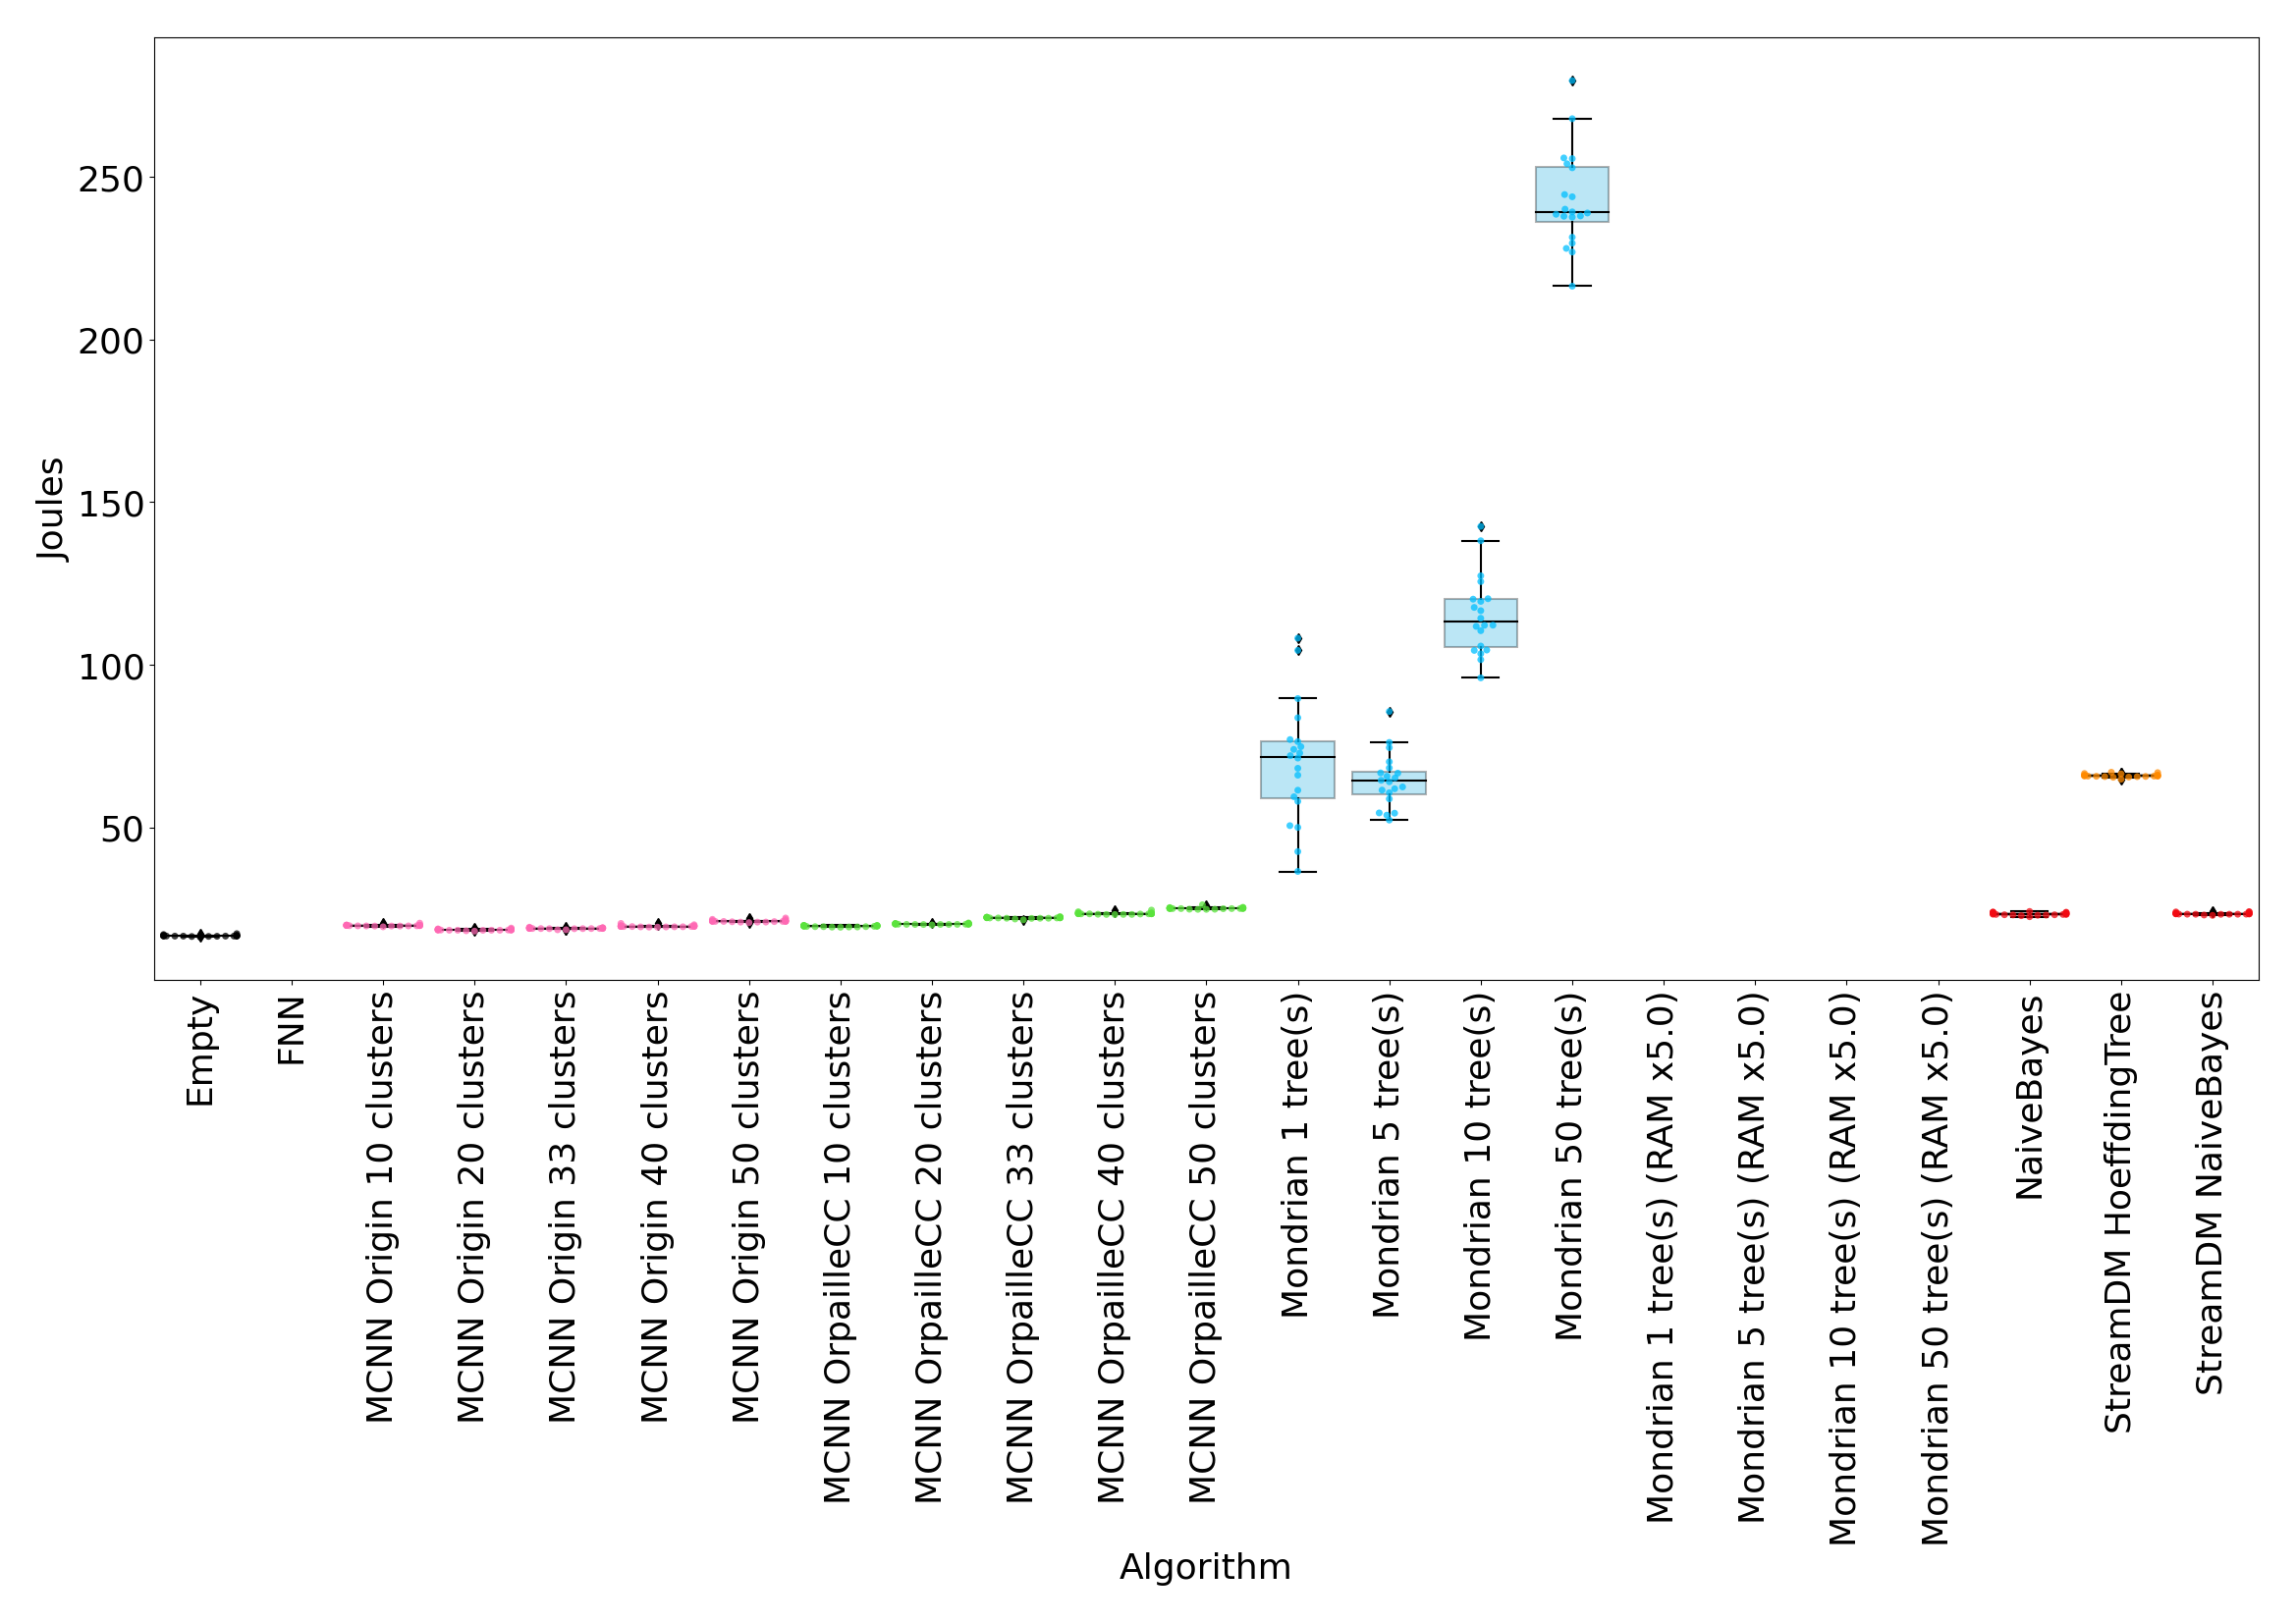 Joules
250
200
150
100
50
Empty
FNN
MCNN Origin 10 clusters
MCNN Origin 20 clusters
MCNN Origin 33 clusters
MCNN Origin 40 clusters
MCNN Origin 50 clusters
MCNN OrpailleCC 10 clusters
MCNN OrpailleCC 20 clusters
MCNN OrpailleCC 33 clusters
MCNN OrpailleCC 40 clusters
MCNN OrpailleCC 50 clusters
Mondrian 1 tree(s)
Mondrian 5 tree(s)
Mondrian 10 tree(s)
Mondrian 50 tree(s)
Mondrian 1 tree(s) (RAM x5.0)
Mondrian 5 tree(s) (RAM x5.0)
Mondrian 10 tree(s) (RAM x5.0)
Mondrian 50 tree(s) (RAM x5.0)
NaiveBayes
StreamDM HoeffdingTree
StreamDM NaiveBayes
Algorithm